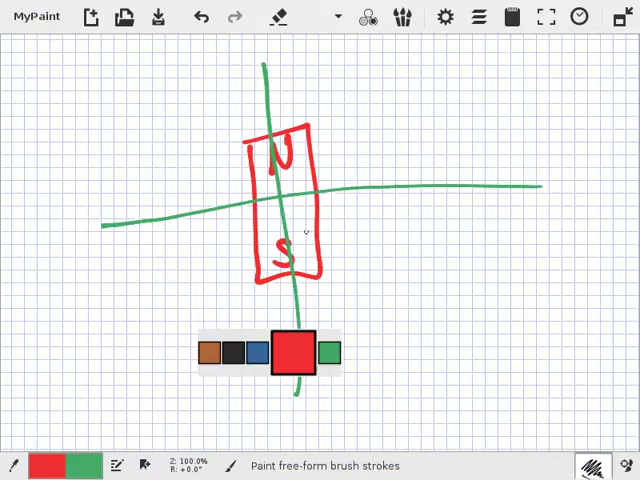 MyPaint
N
S
Z: 100.0%
R: +0.0°
Paint free-form brush strokes